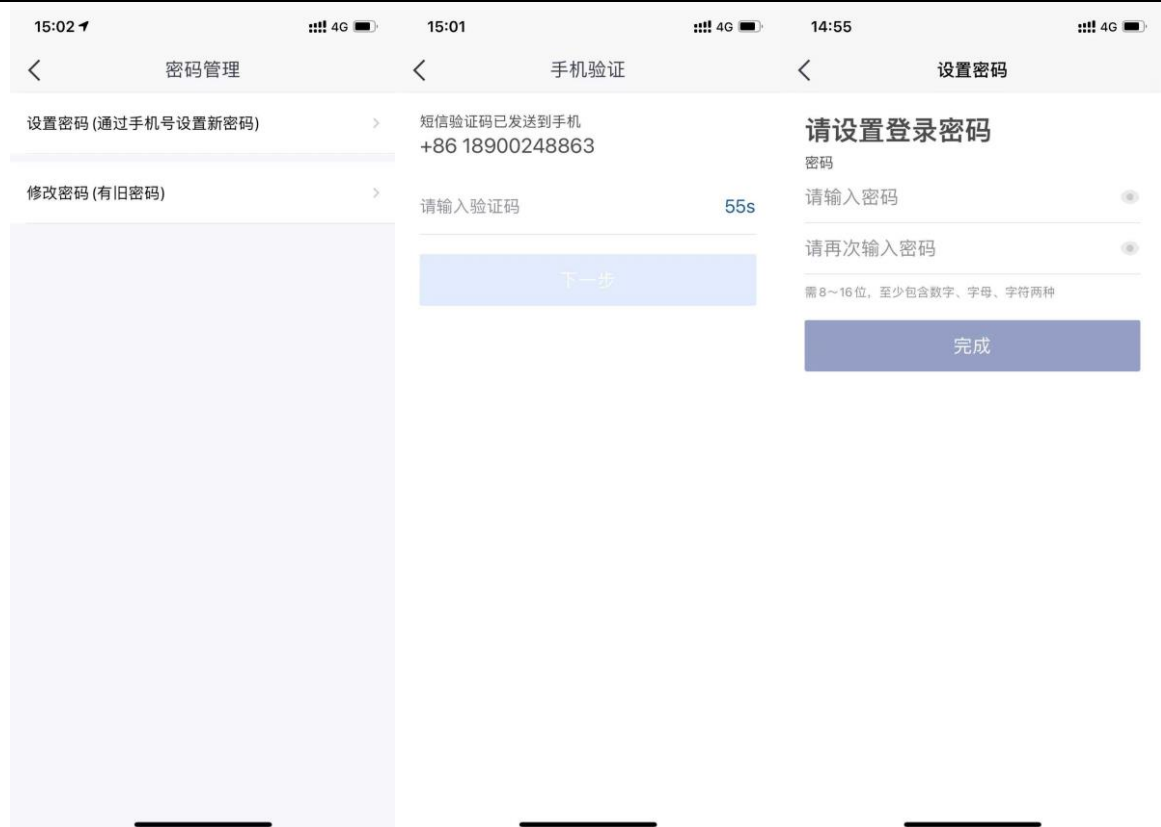 15:02
4G
密码管理
设置密码(通过手机号设置新密码)
修改密码(有旧密码)
15:01
4G
手机验证
短信验证码已发送到手机
+86 18900248863
请输入验证码
55s
下一步
14:55
4G
设置密码
请设置登录密码
密码
请输入密码
请再次输入密码
需8~16位，至少包含数字、字母、字符两种
完成